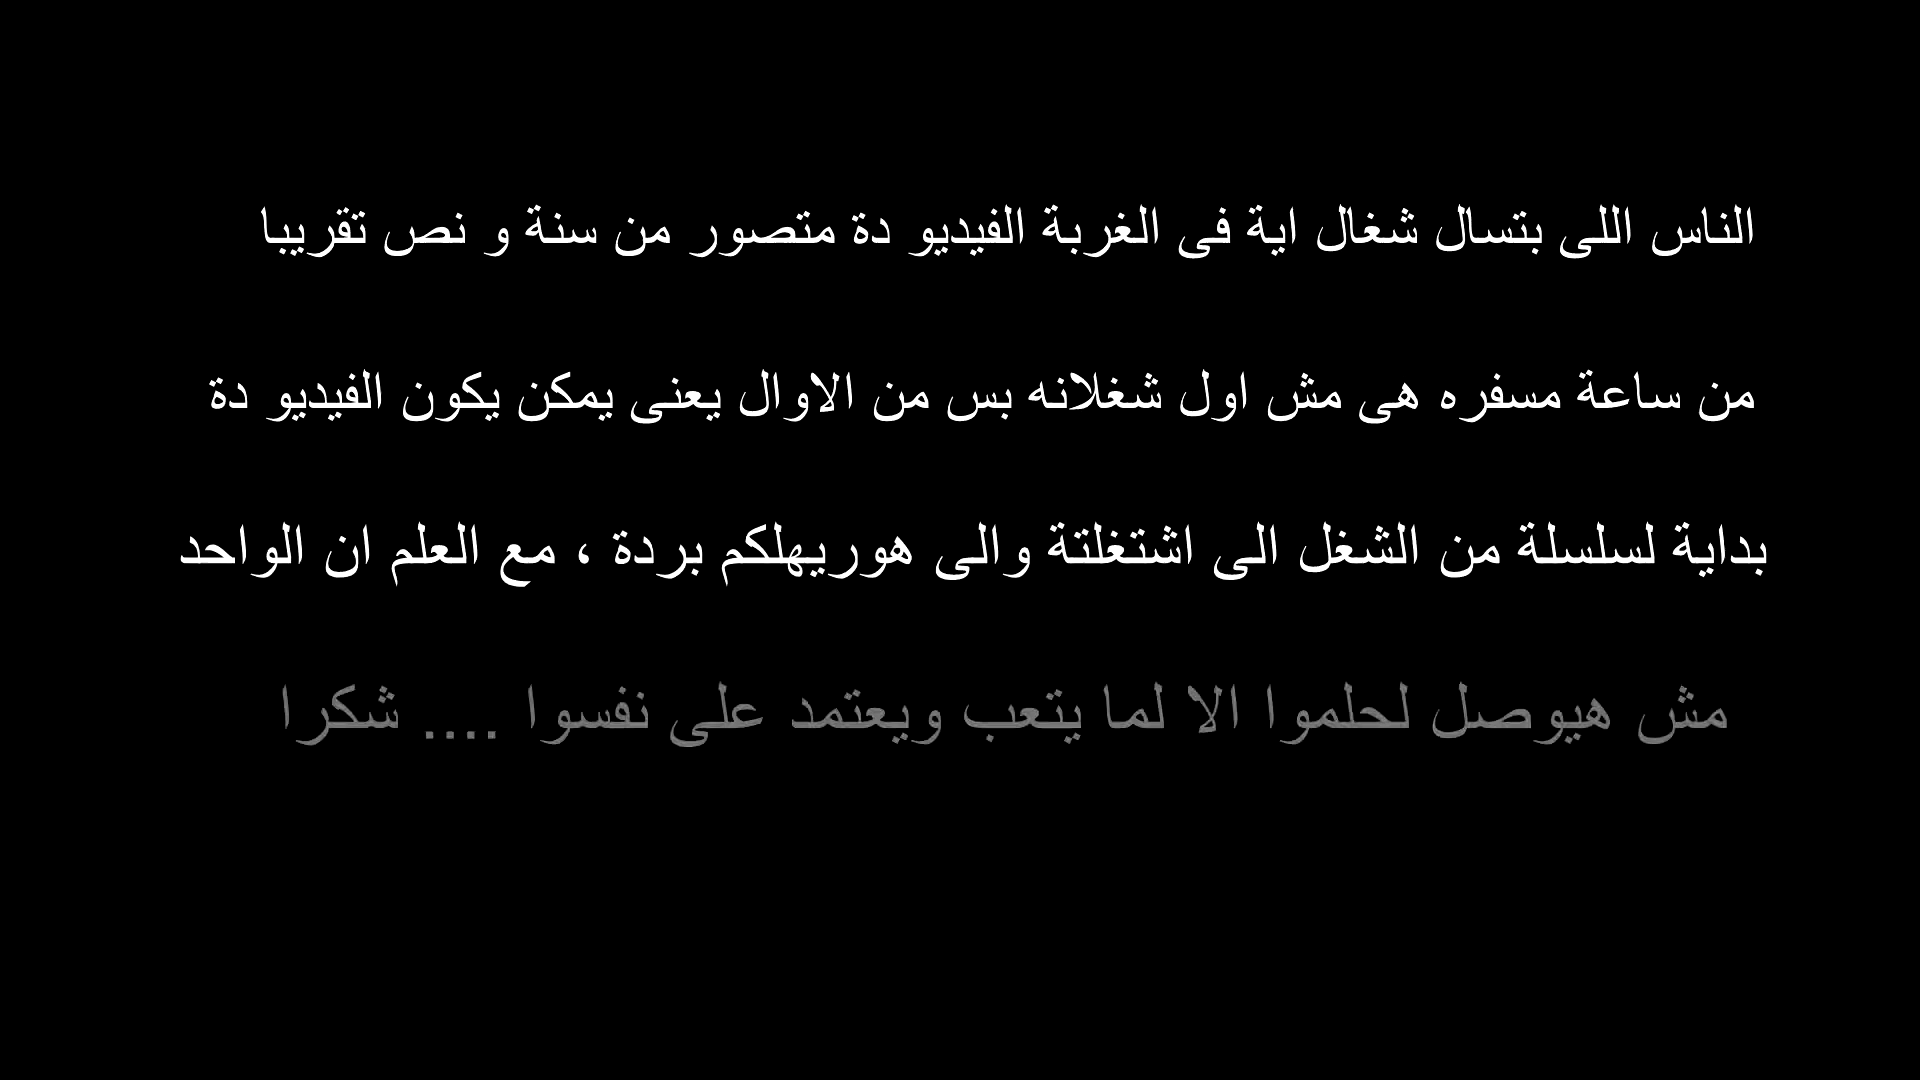 الناس اللى بتسال شغال اية فى الغربة الفيديو دة متصور من سنة و نص تقريبا
من ساعة مسفره هى مش اول شغلانه بس من الاوال يعنى يمكن يكون الفيديو دة
بداية لسلسلة من الشغل الى اشتغلتة والى هوريهلكم بردة ، مع العلم ان الواحد
مش هيوصل لحلموا الا لما يتعب ويعتمد على نفسوا .... شكرا